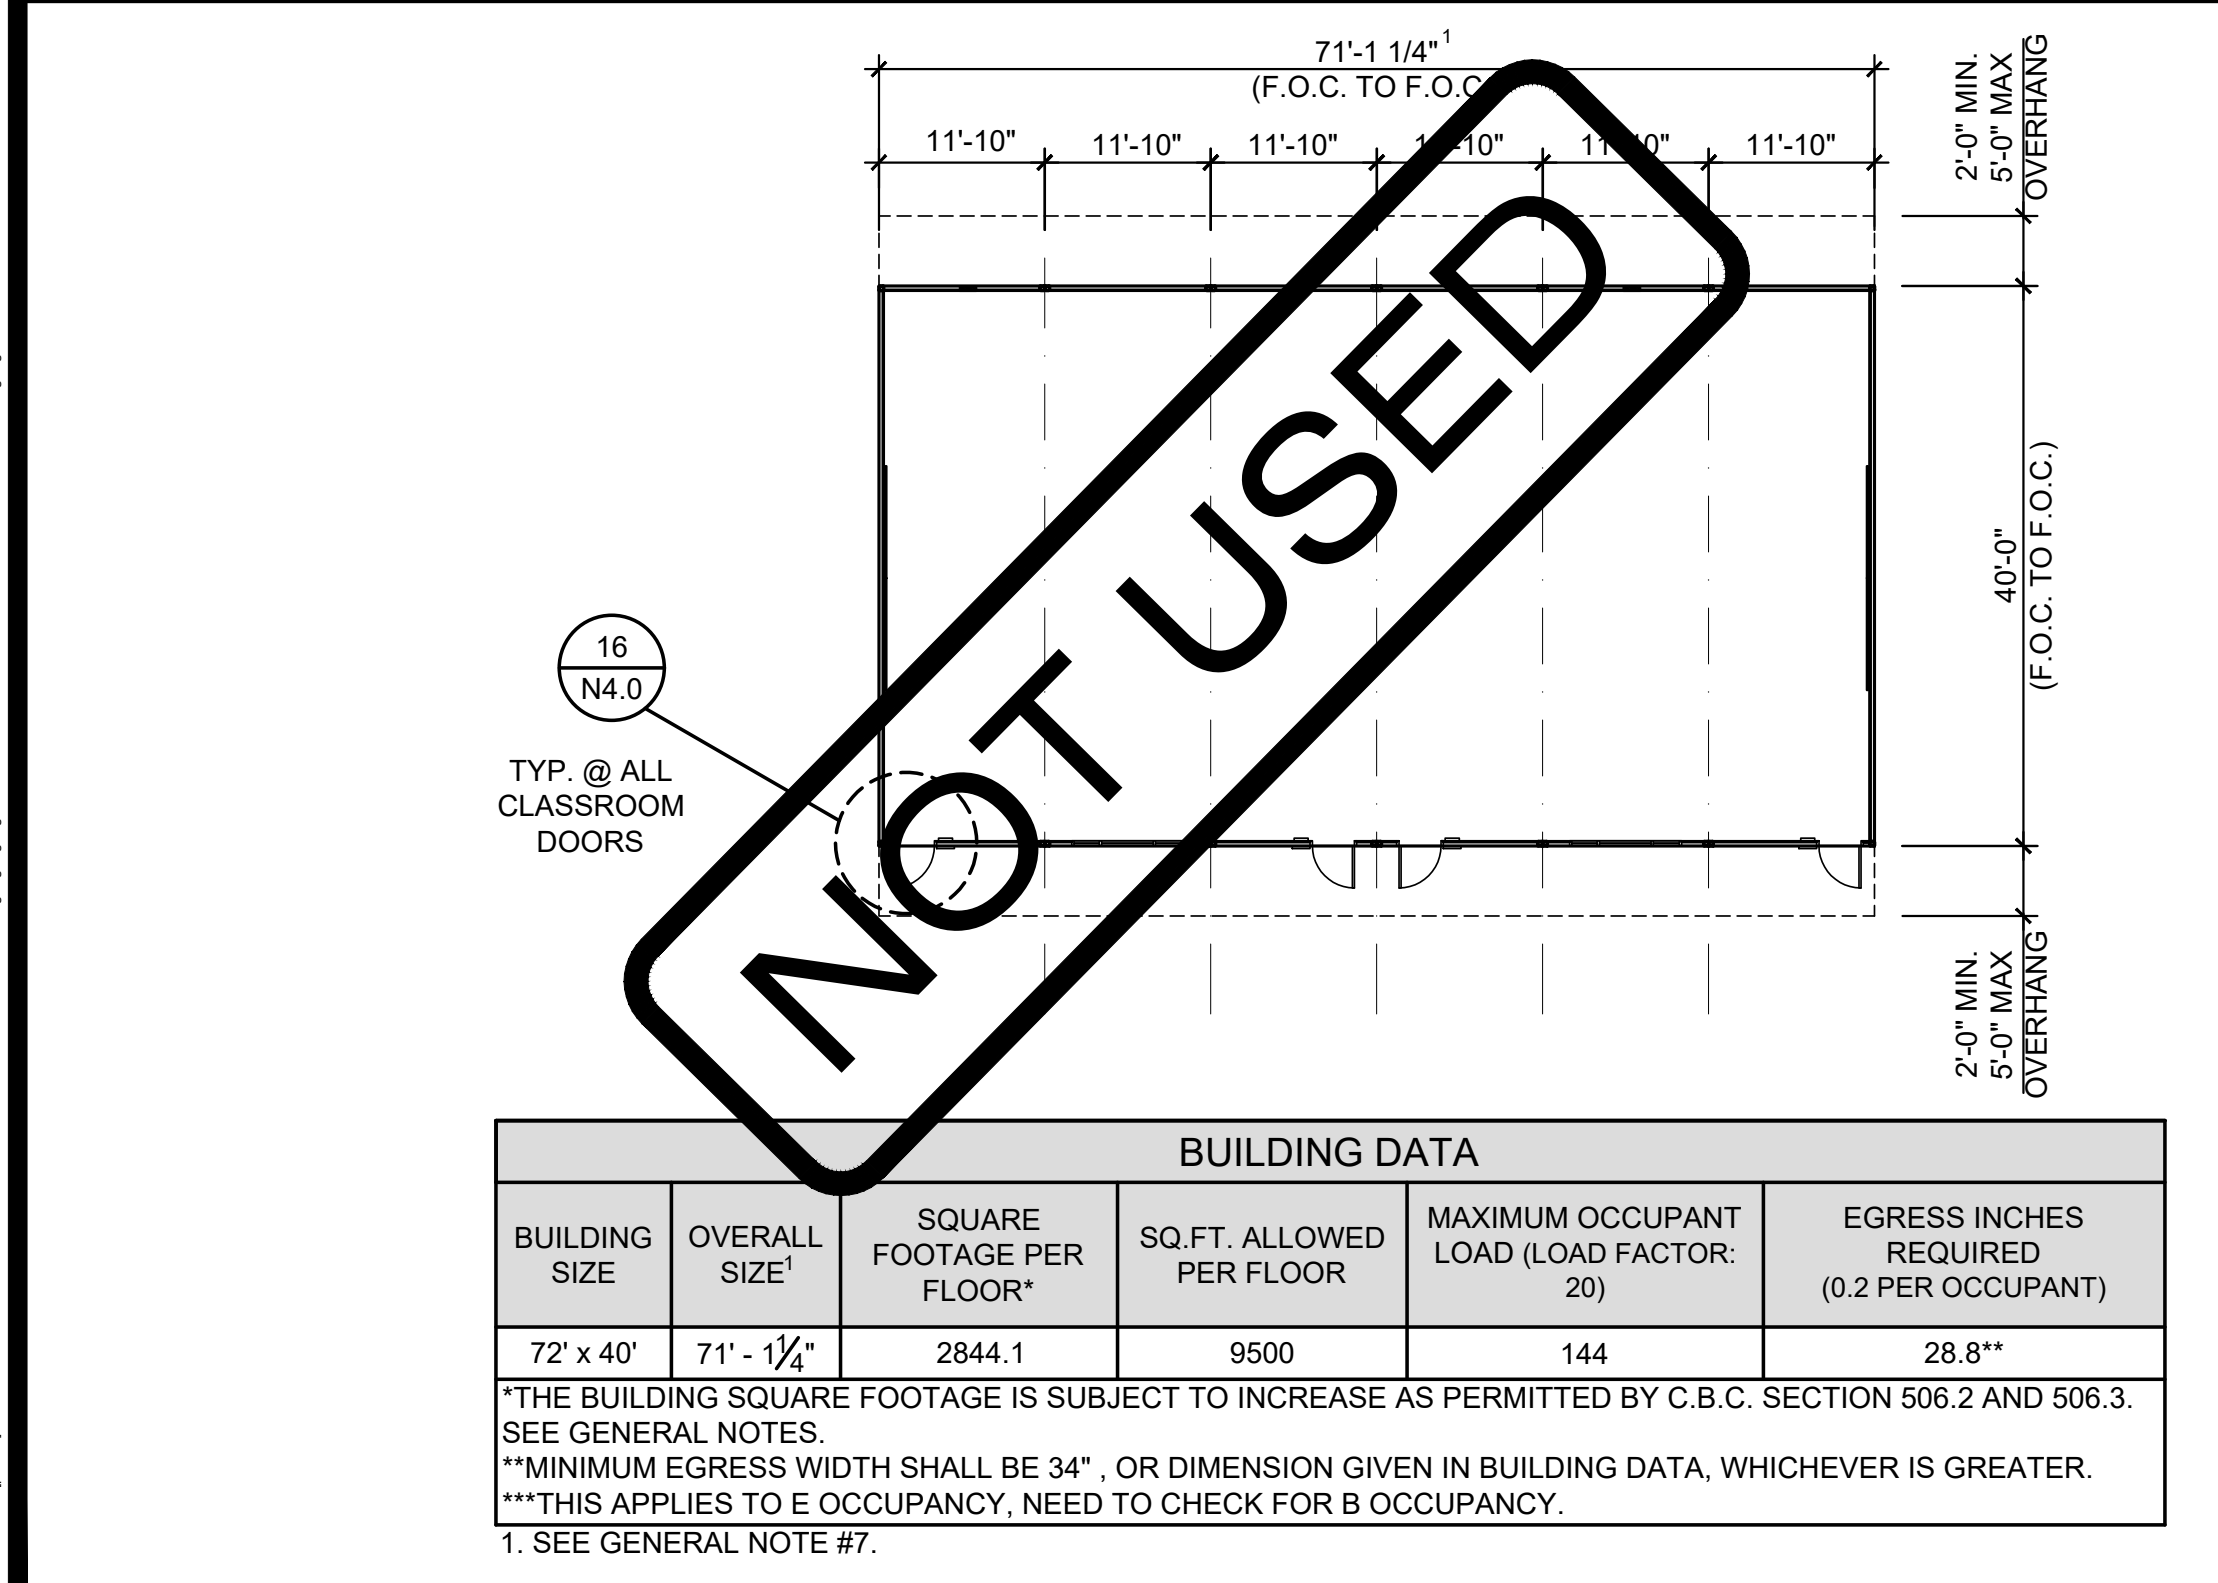 71'-1 1/4" 1
(F.O.C. TO F.O.C
11'-10" 11'-10" 11'-10" 11'-10" 11'-10" 11'-10"
2'-0" MIN.
5'-0" MAX
OVERHANG
40'-0"
(F.O.C. TO F.O.C.)
2'-0" MIN.
5'-0" MAX
OVERHANG
16
N4.0
TYP. @ ALL
CLASSROOM
DOORS
NOT USED
BUILDING DATA
BUILDING
SIZE
OVERALL
SIZE1
SQUARE
FOOTAGE PER
FLOOR*
SQ.FT. ALLOWED
PER FLOOR
MAXIMUM OCCUPANT
LOAD (LOAD FACTOR:
20)
EGRESS INCHES
REQUIRED
(0.2 PER OCCUPANT)
72' x 40' 71' - 1 1/4" 2844.1 9500 144 28.8**
*THE BUILDING SQUARE FOOTAGE IS SUBJECT TO INCREASE AS PERMITTED BY C.B.C. SECTION 506.2 AND 506.3.
SEE GENERAL NOTES.
**MINIMUM EGRESS WIDTH SHALL BE 34" , OR DIMENSION GIVEN IN BUILDING DATA, WHICHEVER IS GREATER.
***THIS APPLIES TO E OCCUPANCY, NEED TO CHECK FOR B OCCUPANCY.
1. SEE GENERAL NOTE #7.